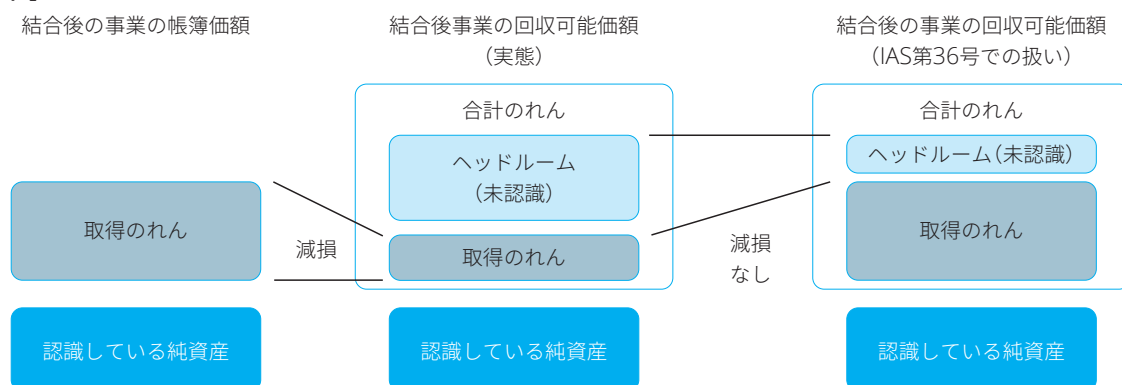 結合後の事業の帳簿価額
結合後事業の回収可能価額
（実態）
結合後の事業の回収可能価額
（IAS第36号での扱い）
合計のれん
合計のれん
ヘッドルーム
（未認識）
ヘッドルーム（未認識）
取得のれん
減損
取得のれん
減損
なし
取得のれん
認識している純資産
認識している純資産
認識している純資産